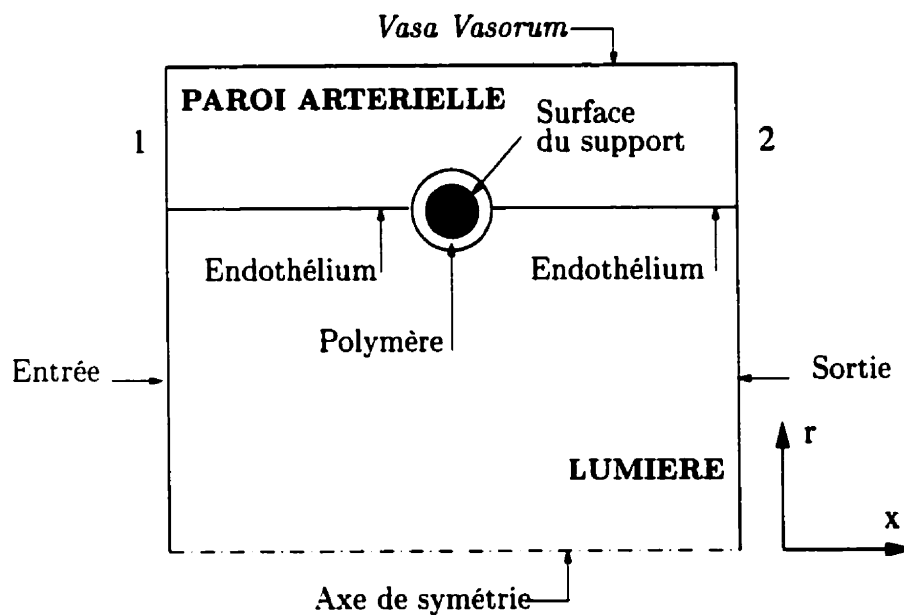 Vasa Vasorum
PAROI ARTERIELLE
Surface
du support
1
2
Endothélium
Endothélium
Polymère
Entrée
Sortie
r
LUMIERE
x
Axe de symétrie